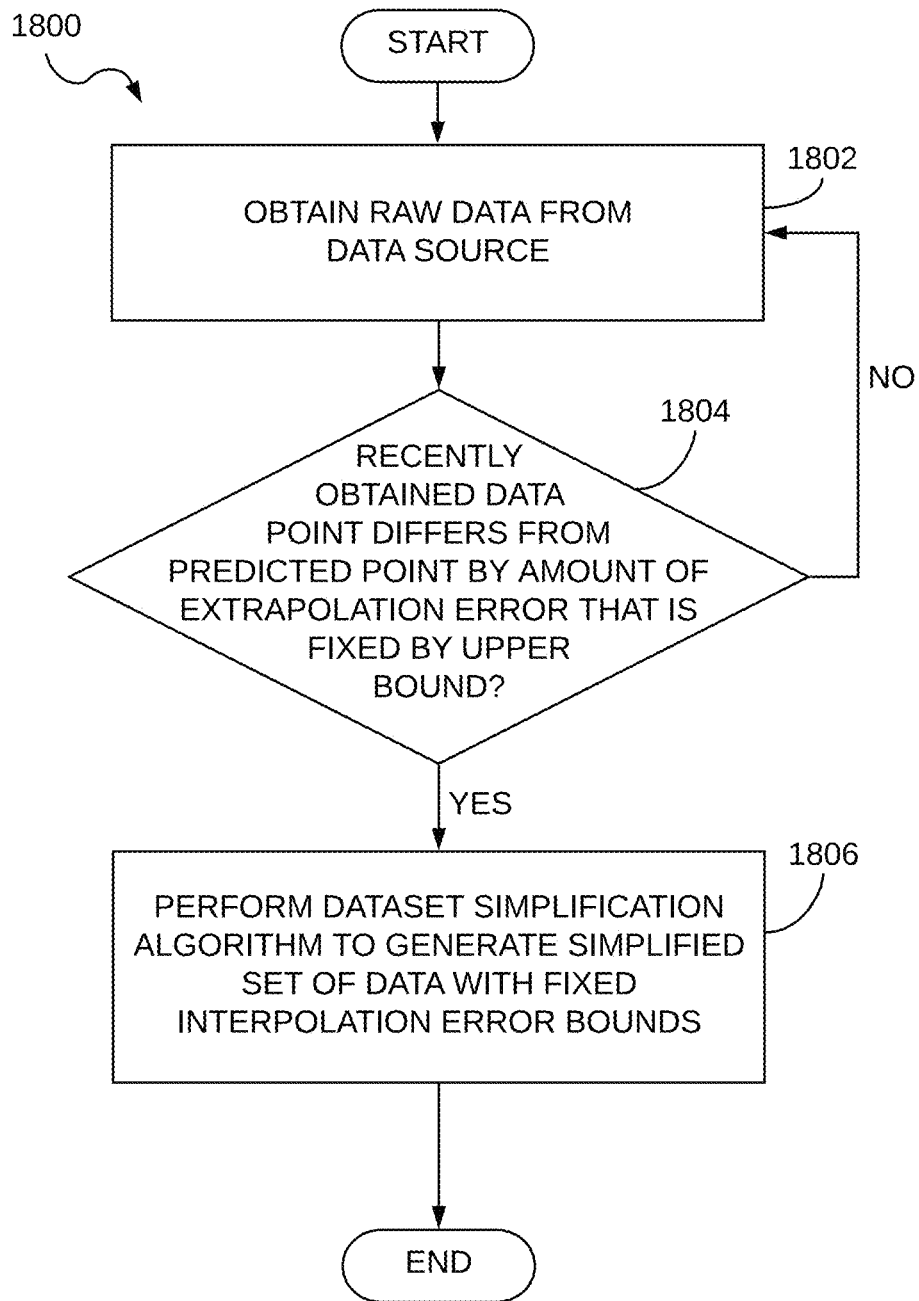 1800
START
1802
OBTAIN RAW DATA FROM
DATA SOURCE
NO
1804
RECENTLY
OBTAINED DATA
POINT DIFFERS FROM
PREDICTED POINT BY AMOUNT OF
EXTRAPOLATION ERROR THAT IS
FIXED BY UPPER
BOUND?
YES
1806
PERFORM DATASET SIMPLIFICATION
ALGORITHM TO GENERATE SIMPLIFIED
SET OF DATA WITH FIXED
INTERPOLATION ERROR BOUNDS
END